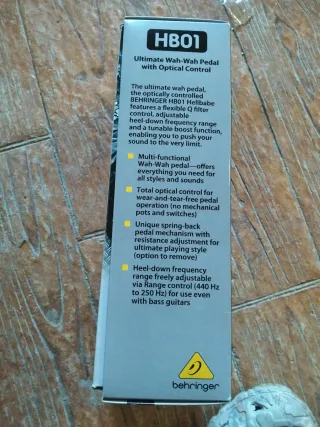 HB01
Ultimate Wah-Wah Pedal
with Optical Control
The ultimate wah pedal,
the optically controlled
BEHRINGER HB01 Hellbabe
features a flexible Q filter
control, adjustable
heel-down frequency range
and a tunable boost function,
enabling you to push your
sound to the very limit.
Multi-functional
Wah-Wah pedal—offers
everything you need for
all styles and sounds
Total optical control for
wear-and-tear-free pedal
operation (no mechanical
pots and switches)
Unique spring-back
pedal mechanism with
resistance adjustment for
ultimate playing style
(option to remove)
Heel-down frequency
range freely adjustable
via Range control (440 Hz
to 250 Hz) for use even
with bass guitars
behringer